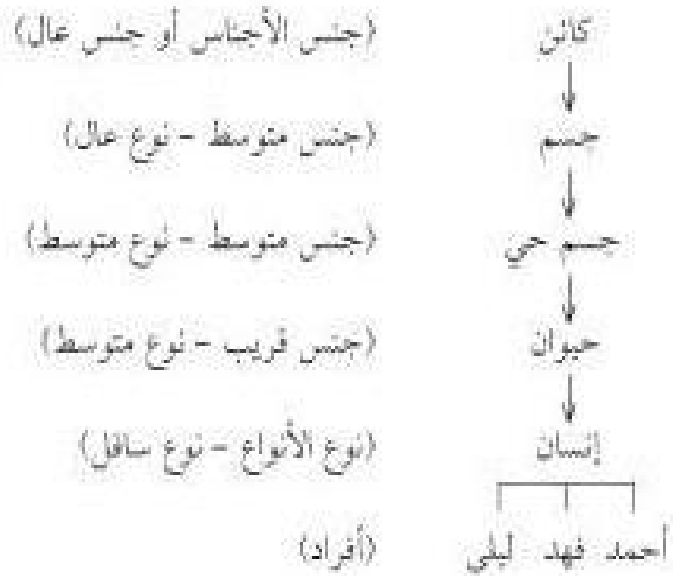 كائن (جنس الأجناس أو جنس عال)
جسم (جنس متوسط - نوع عال)
جسم حي (جنس متوسط - نوع متوسط)
حيوان (جنس قريب - نوع متوسط)
إنسان (نوع الأنواع - نوع سافل)
أحمد فهد ليلي (أفراد)